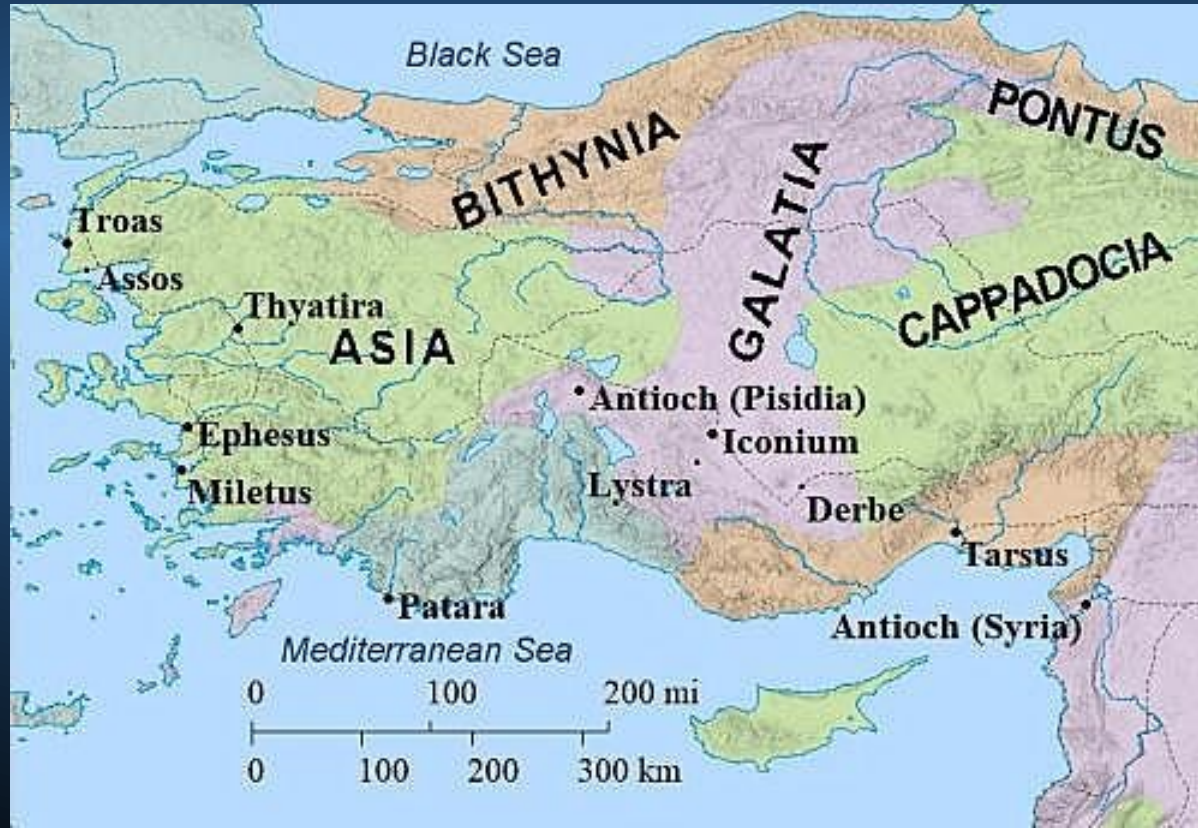 Black Sea
PONTUS
BITHYNIA
GALATIA
Troas
CAPPADOCIA
Assos
Thyatira
ASIA
Antioch (Pisidia)
Ephesus
Iconium
Miletus
Lystra
Derbe
Tarsus
Patara
Antioch (Syria)
Mediterranean Sea
0 100 200 mi
0 100 200 300 km